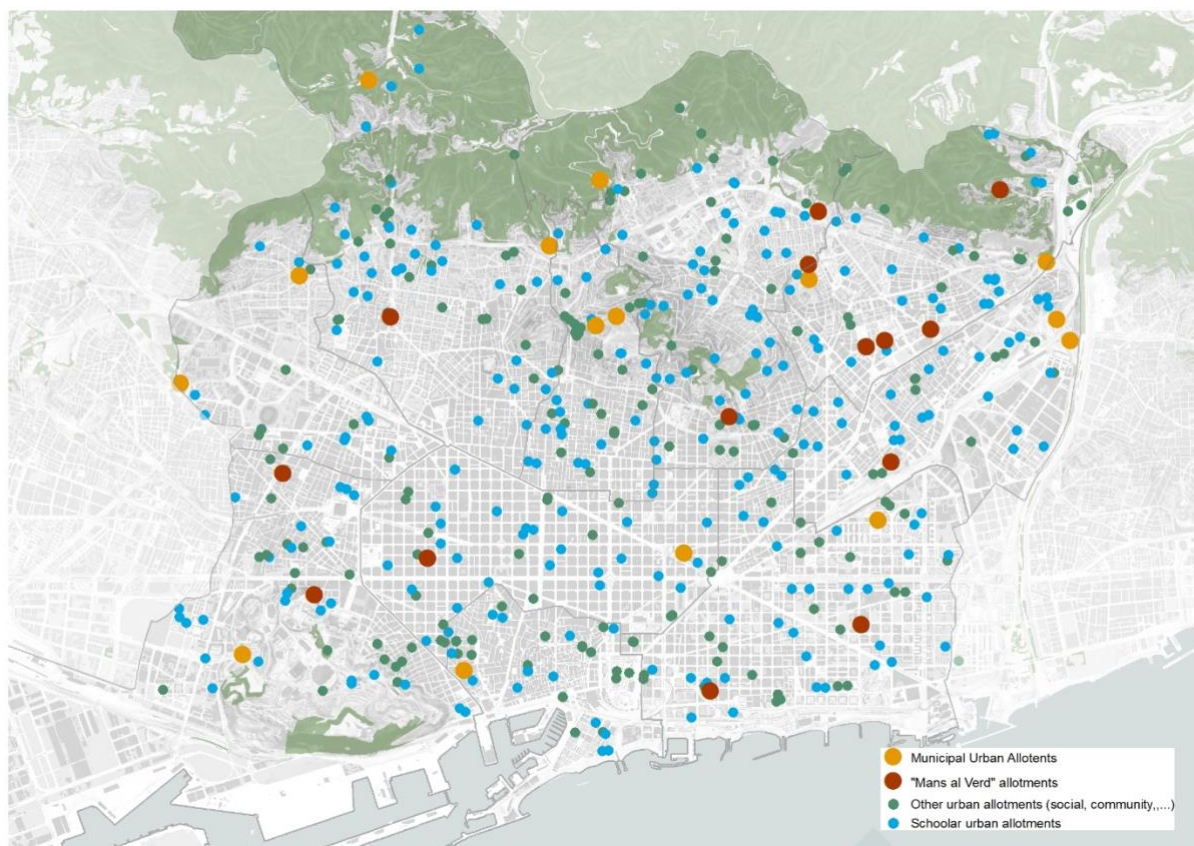 Municipal Urban Allotents
"Mans al Verd" allotments
Other urban allotments (social, community,,...)
Schoolar urban allotments